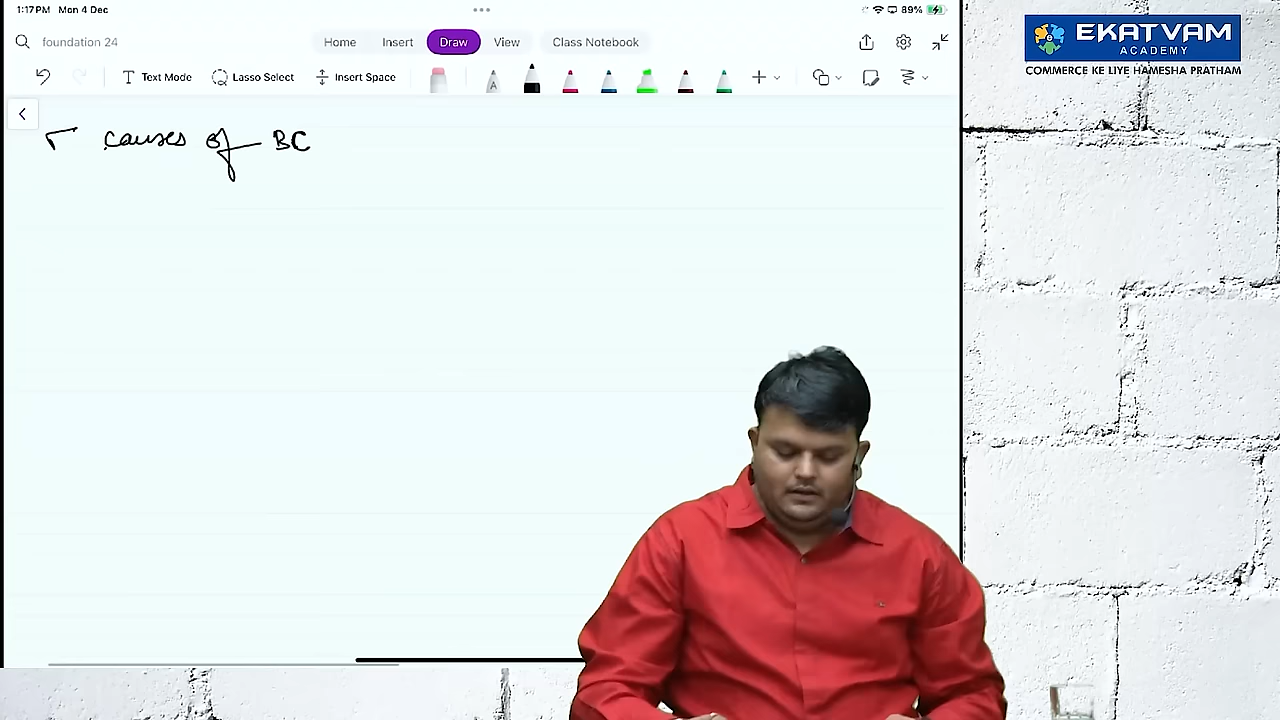 1:17 PM Mon 4 Dec
89%
foundation 24
Home Insert Draw View Class Notebook
Text Mode Lasso Select Insert Space
EKATVAM
ACADEMY
COMMERCE KE LIYE HAMESHA PRATHAM
causes of BC